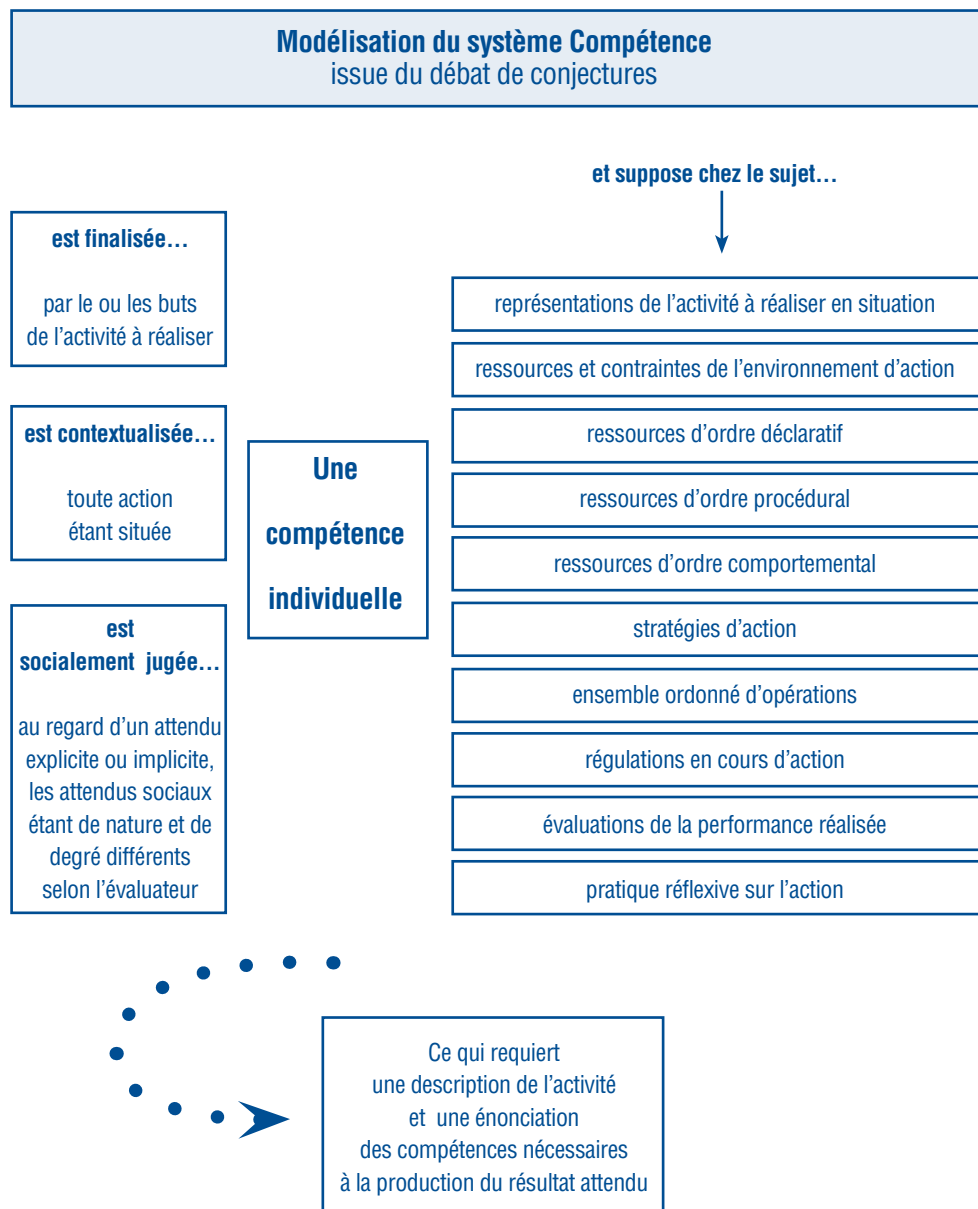 Modélisation du système Compétence
issue du débat de conjectures
et suppose chez le sujet…
est finalisée…
par le ou les buts
de l’activité à réaliser
est contextualisée…
toute action
étant située
est
socialement jugée…
au regard d’un attendu
explicite ou implicite,
les attendus sociaux
étant de nature et de
degré différents
selon l’évaluateur
Une
compétence
individuelle
représentations de l’activité à réaliser en situation
ressources et contraintes de l’environnement d’action
ressources d’ordre déclaratif
ressources d’ordre procédural
ressources d’ordre comportemental
stratégies d’action
ensemble ordonné d’opérations
régulations en cours d’action
évaluations de la performance réalisée
pratique réflexive sur l’action
Ce qui requiert
une description de l’activité
et une énonciation
des compétences nécessaires
à la production du résultat attendu